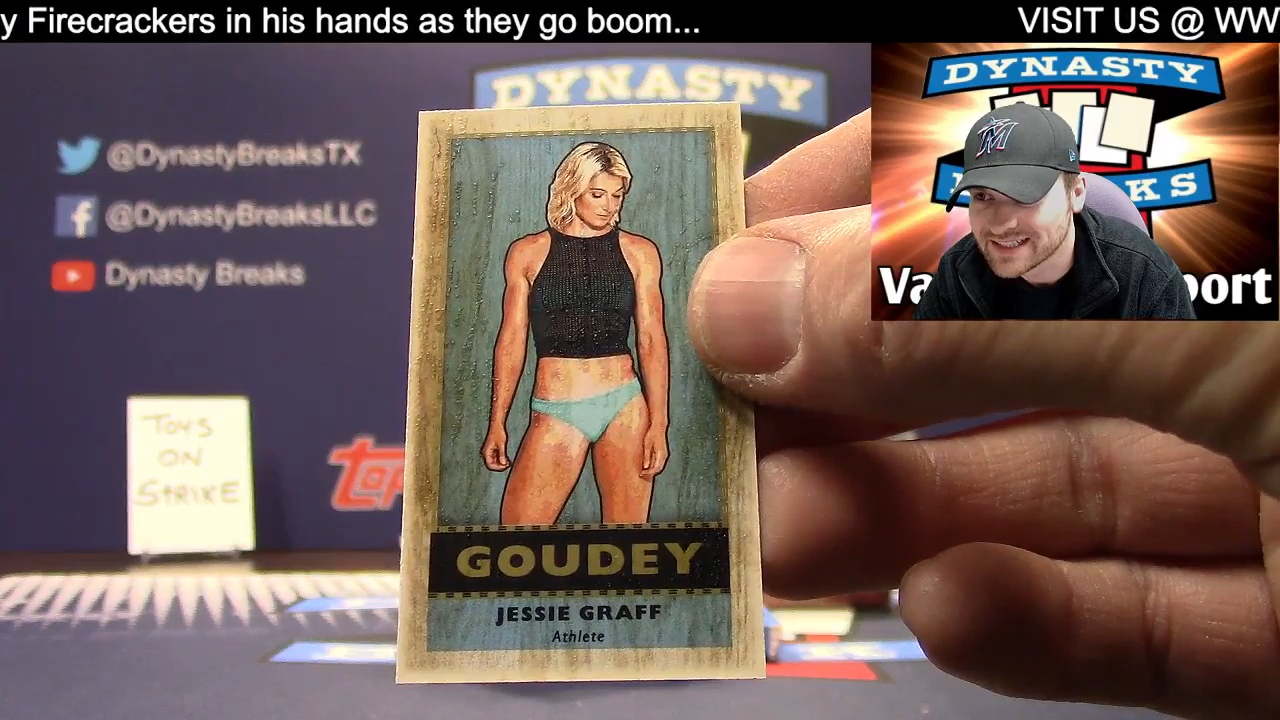 y Firecrackers in his hands as they go boom...
VISIT US @ WW
DYNASTY
@DynastyBreaksTX
@DynastyBreaksLLC
Dynasty Breaks
TOYS
ON
STRIKE
GOUDEY
JESSIE GRAFF
Athlete
DYNASTY
KS
M
Va
port